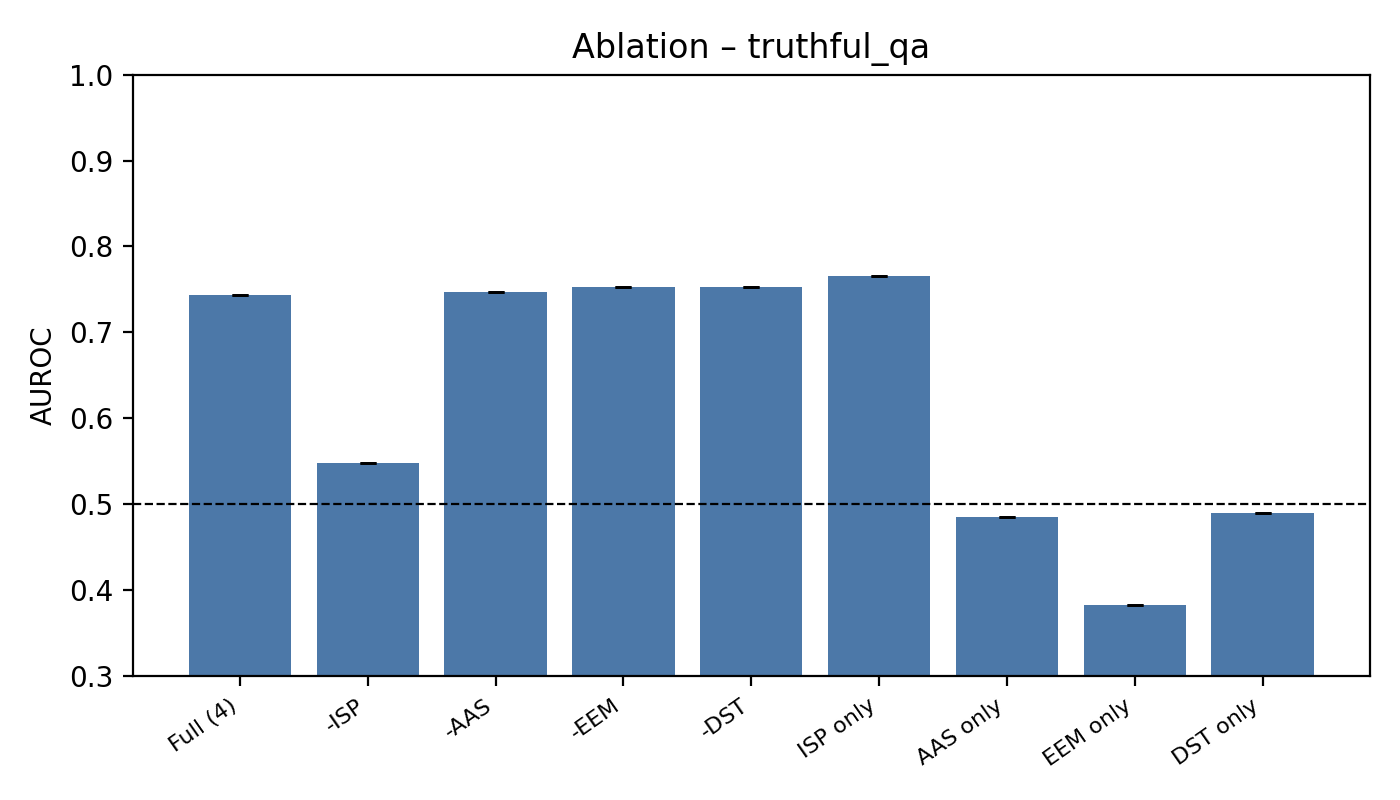 Ablation – truthful_qa
AUROC
1.0
0.9
0.8
0.7
0.6
0.5
0.4
0.3
Full (4)
-ISP
-AAS
-EEM
-DST
ISP only
AAS only
EEM only
DST only